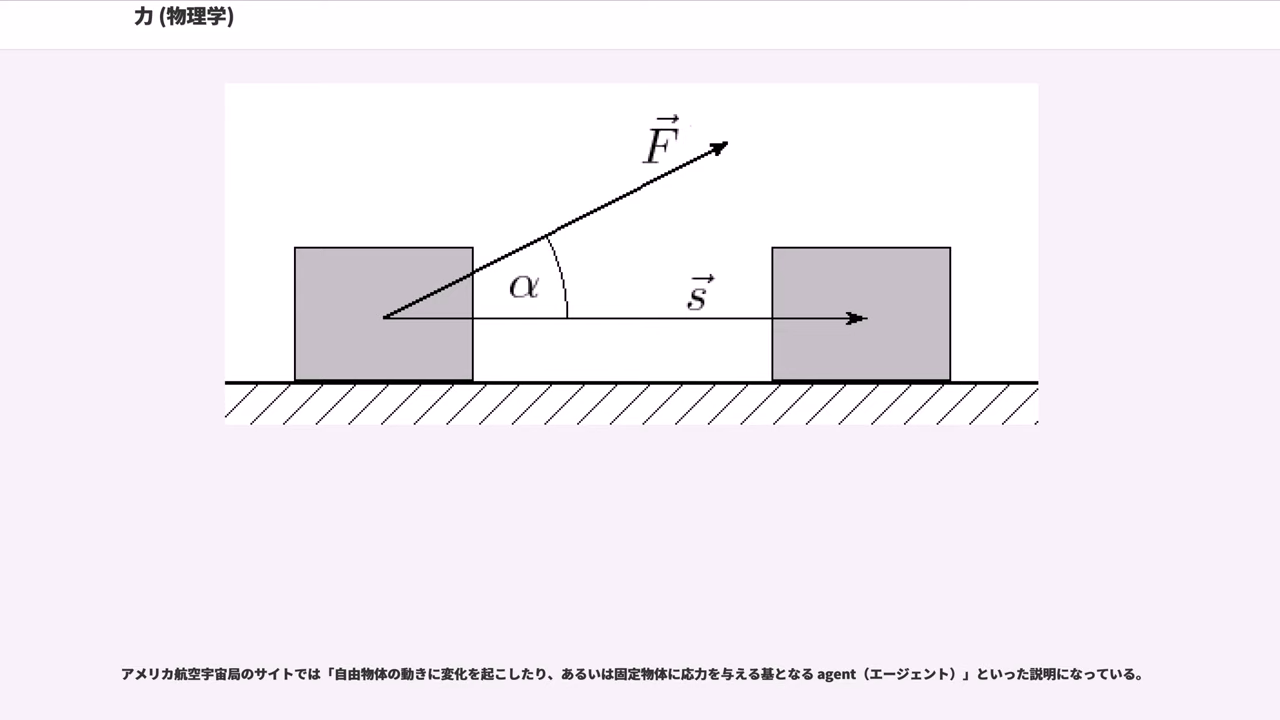 力 (物理学)
F⃗
α
s⃗
アメリカ航空宇宙局のサイトでは「自由物体の動きに変化を起こしたり、あるいは固定物体に応力を与える基となる agent（エージェント）」といった説明になっている。